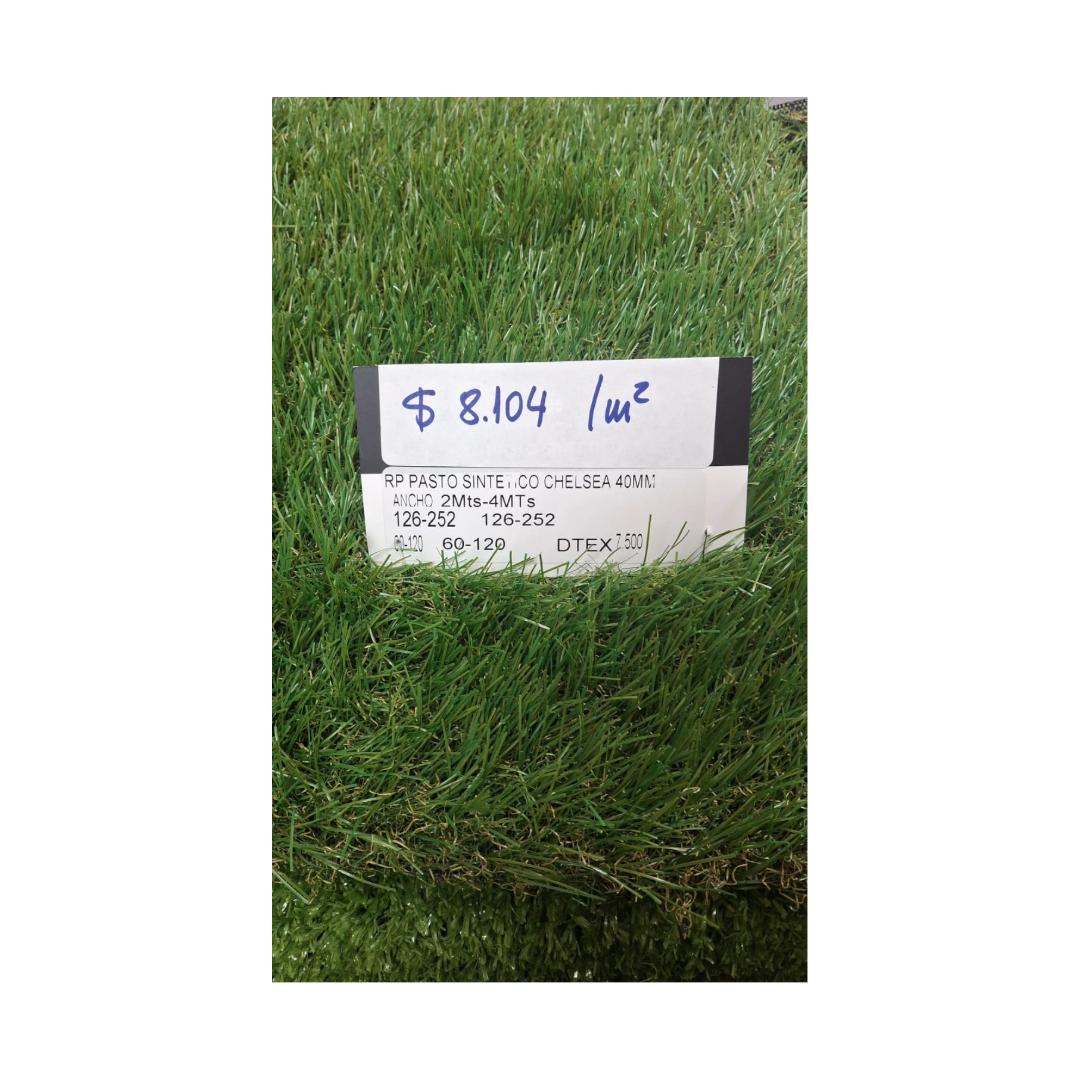 $ 8.104 /m²
RP PASTO SINTETICO CHELSEA 40MM
ANCHO 2Mts-4MTs
126-252 126-252
60-120 60-120 DTEX 7.500